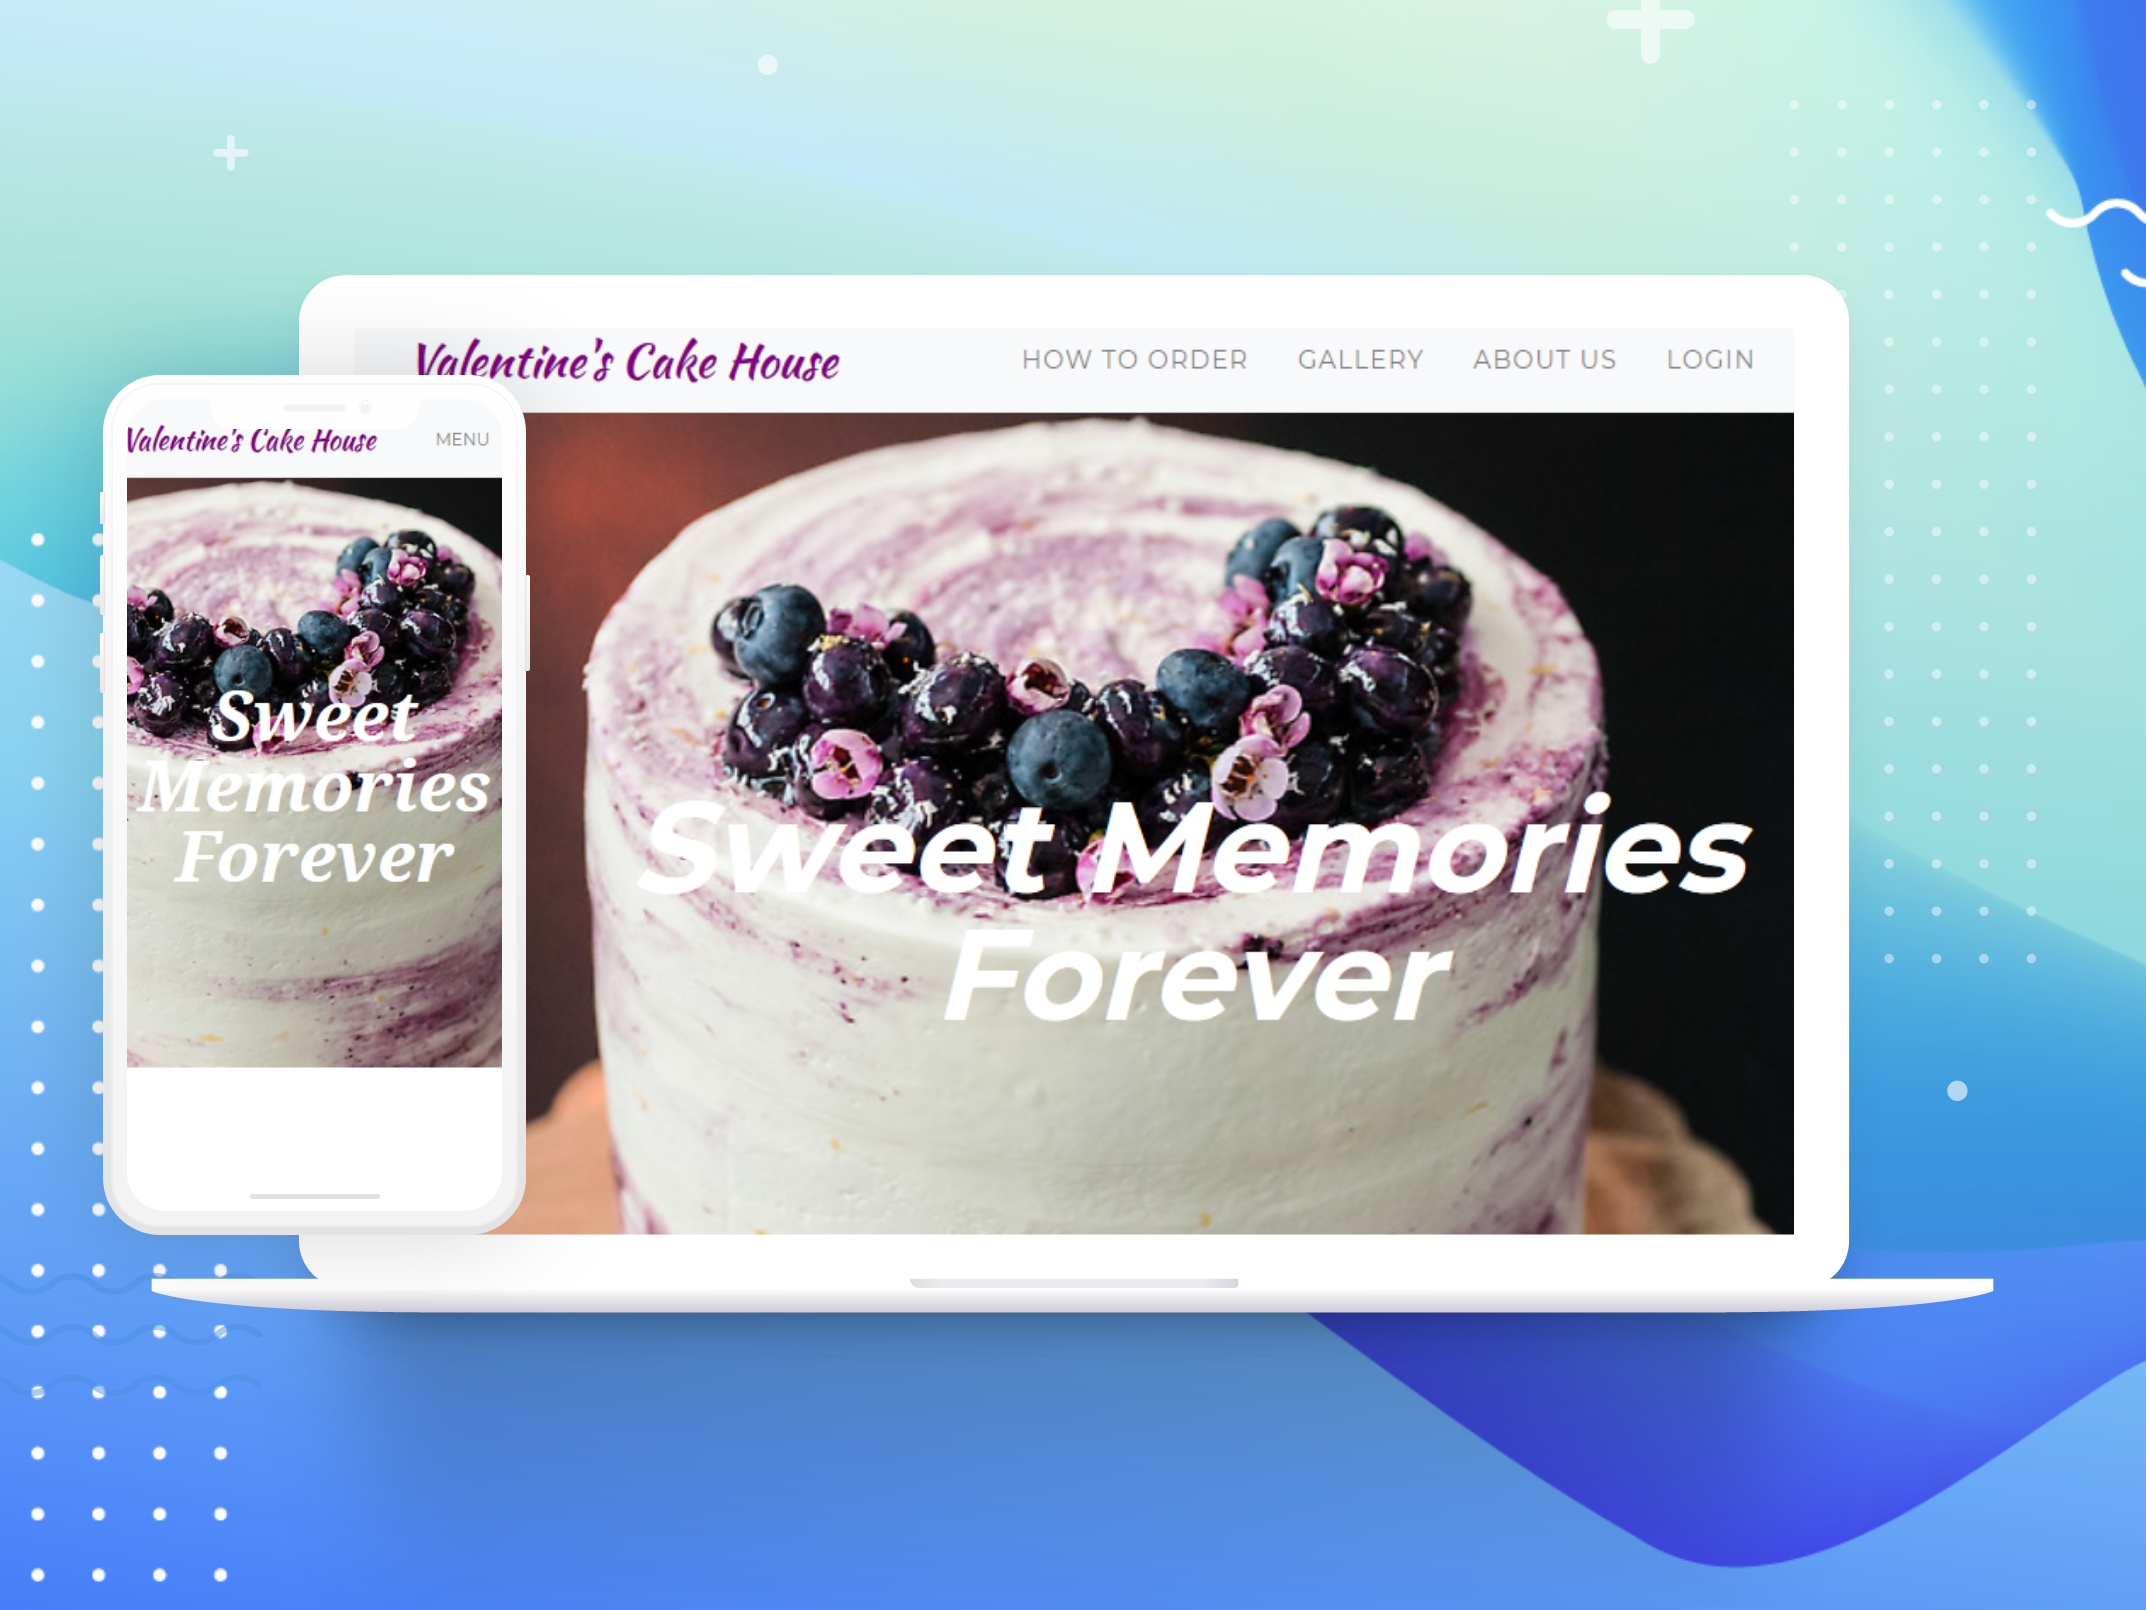 Valentine's Cake House
HOW TO ORDER GALLERY ABOUT US LOGIN
Sweet Memories
Forever
Valentine's Cake House
MENU
Sweet
Memories
Forever